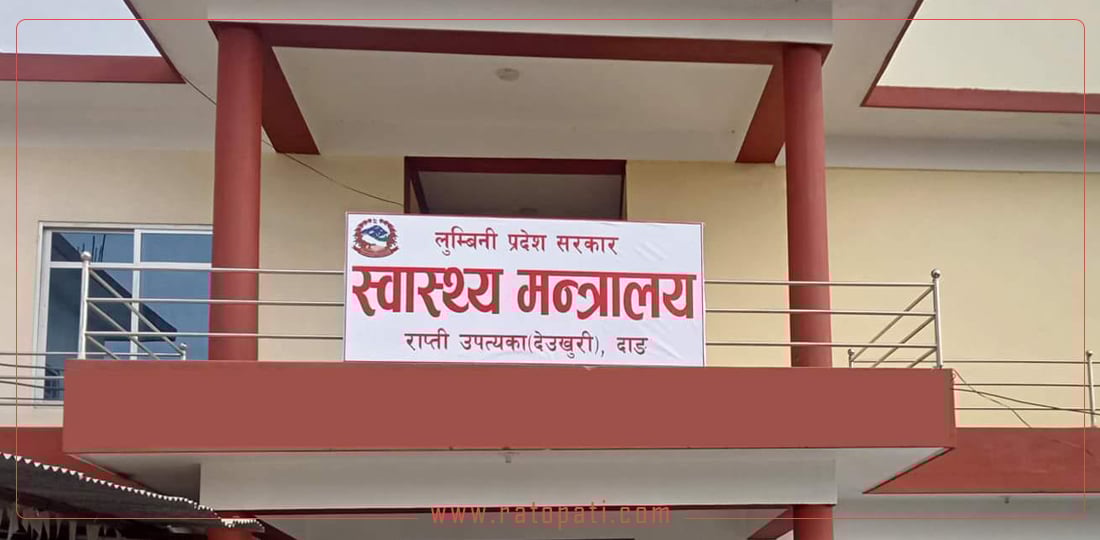 लुम्बिनी प्रदेश सरकार
स्वास्थ्य मन्त्रालय
राप्ती उपत्यका(देउखुरी), दाङ
www.ratopati.com